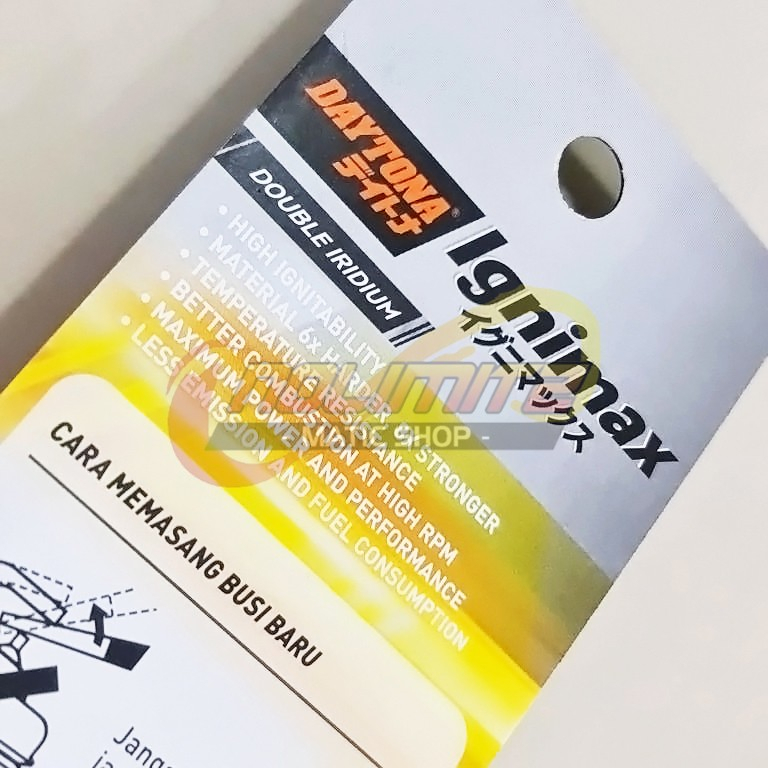 DAYTONA
デイトナ
DOUBLE IRIDIUM
Ignimax
イグニマックス
• HIGH IGNITABILITY
• MATERIAL 6X HARDER, 8X STRONGER
• TEMPERATURE RESISTANCE
• BETTER COMBUSTION AT HIGH RPM
• MAXIMUM POWER AND PERFORMANCE
• LESS EMISSION AND FUEL CONSUMPTION
MATIC SHOP -
CARA MEMASANG BUSI BARU